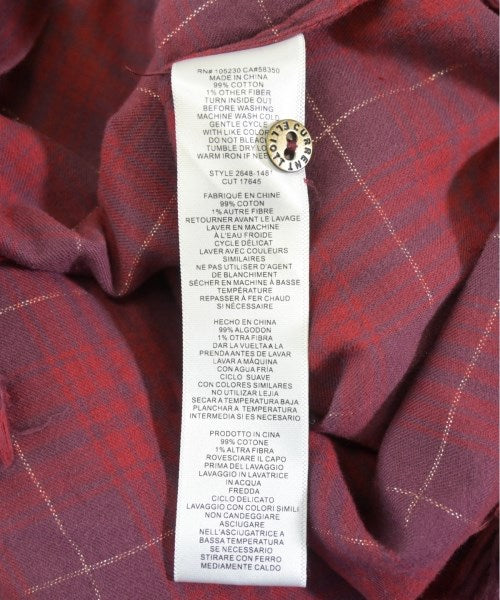 RN# 105230 CA#58350
MADE IN CHINA
99% COTTON
1% OTHER FIBER
TURN INSIDE OUT
BEFORE WASHING
MACHINE WASH COLD
GENTLE CYCLE
WITH LIKE COLOR
DO NOT BLEAC
TUMBLE DRY LO
WARM IRON IF NEE
CURRENT ELLIOTT
STYLE 2648-1481
CUT 17645
FABRIQUÉ EN CHINE
99% COTON
1% AUTRE FIBRE
RETOURNER AVANT LE LAVAGE
LAVER EN MACHINE
À L'EAU FROIDE
CYCLE DÉLICAT
LAVER AVEC COULEURS
SIMILAIRES
NE PAS UTILISER D'AGENT
DE BLANCHIMENT
SÉCHER EN MACHINE À BASSE
TEMPÉRATURE
REPASSER À FER CHAUD
SI NÉCESSAIRE
HECHO EN CHINA
99% ALGODON
1% OTRA FIBRA
DAR LA VUELTA A LA
PRENDA ANTES DE LAVAR
LAVAR A MÁQUINA
CON AGUA FRÍA
CICLO SUAVE
CON COLORES SIMILARES
NO UTILIZAR LEJIA
SECAR A TEMPERATURA BAJA
PLANCHAR A TEMPERATURA
INTERMEDIA SI ES NECESARIO
PRODOTTO IN CINA
99% COTONE
1% ALTRA FIBRA
ROVESCIARE IL CAPO
PRIMA DEL LAVAGGIO
LAVAGGIO IN LAVATRICE
IN ACQUA
FREDDA
CICLO DELICATO
LAVAGGIO CON COLORI SIMILI
NON CANDEGGIARE
ASCIUGARE
NELL'ASCIUGATRICE A
BASSA TEMPERATURA
SE NECESSARIO
STIRARE CON FERRO
MEDIAMENTE CALDO